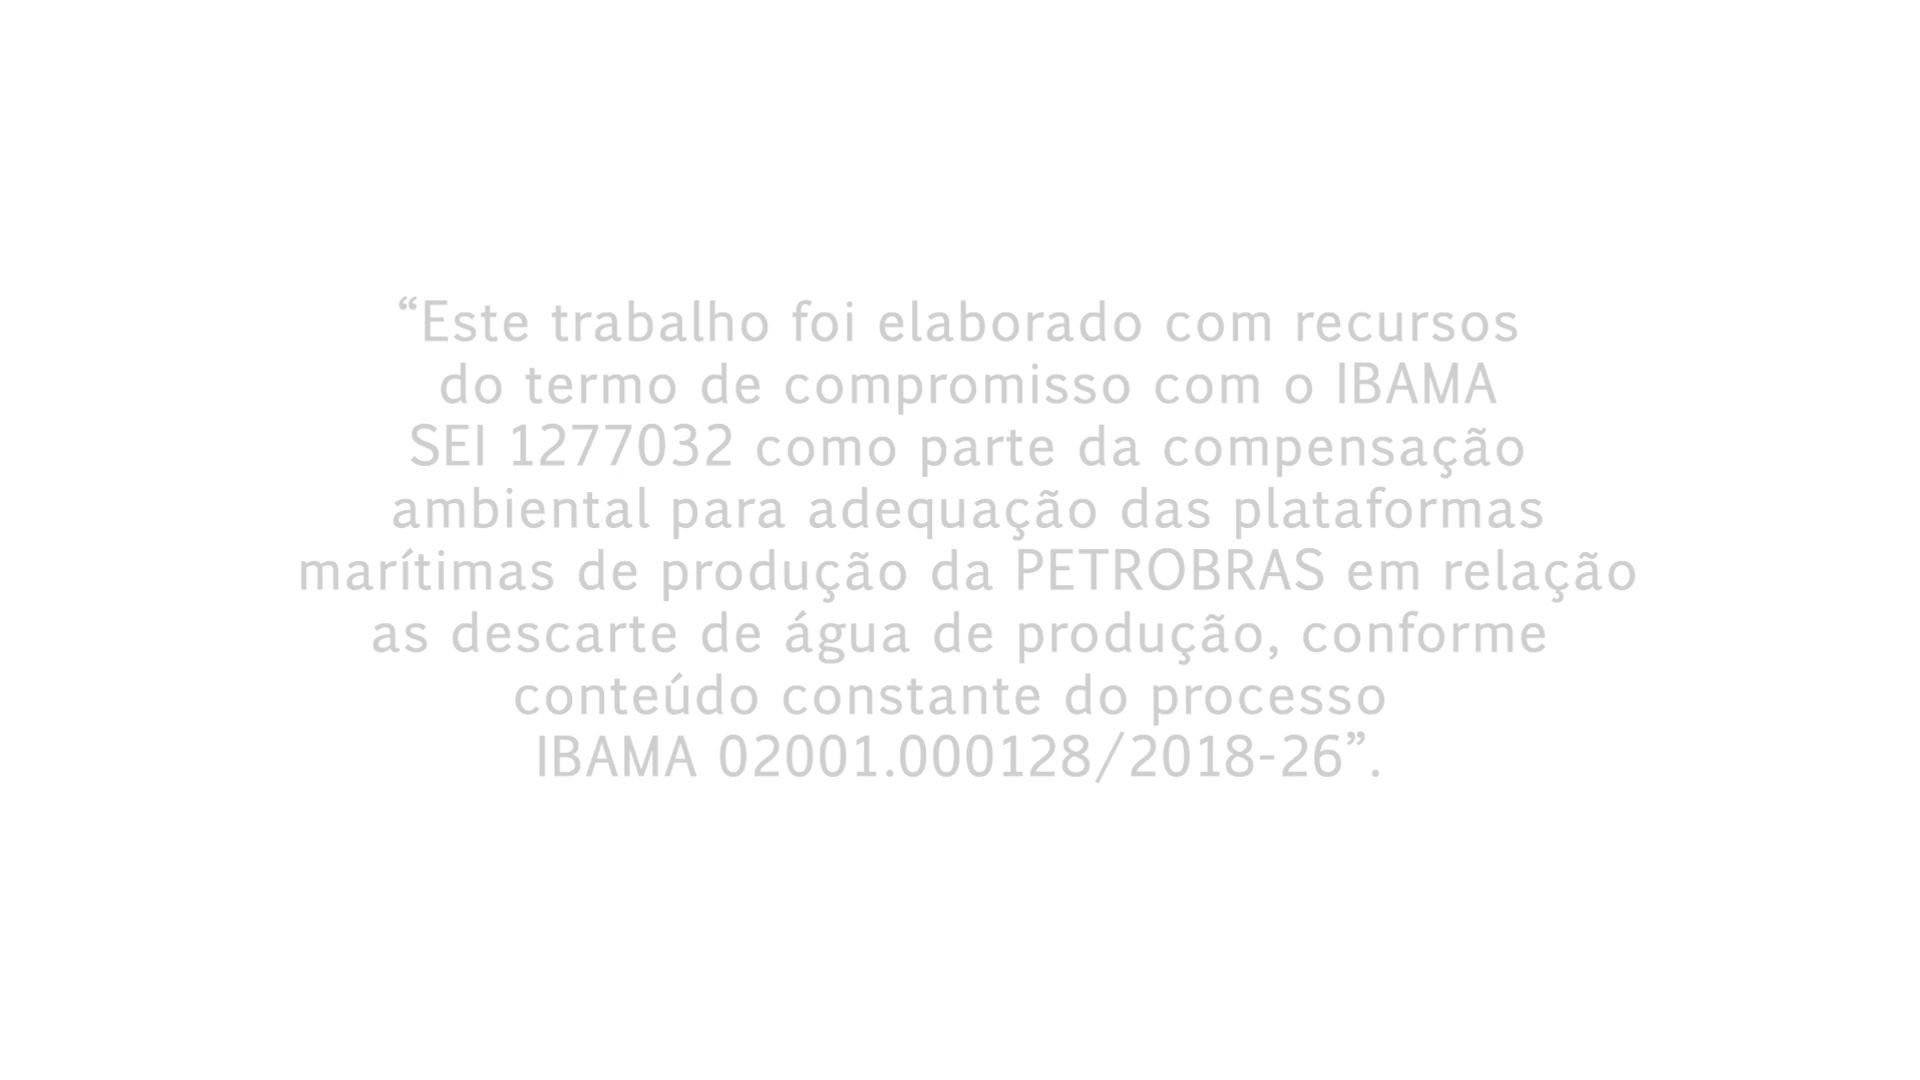 “Este trabalho foi elaborado com recursos
do termo de compromisso com o IBAMA
SEI 1277032 como parte da compensação
ambiental para adequação das plataformas
marítimas de produção da PETROBRAS em relação
as descarte de água de produção, conforme
conteúdo constante do processo
IBAMA 02001.000128/2018-26”.